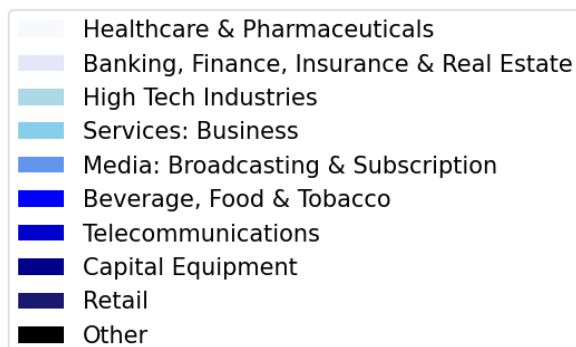 Healthcare & Pharmaceuticals
Banking, Finance, Insurance & Real Estate
High Tech Industries
Services: Business
Media: Broadcasting & Subscription
Beverage, Food & Tobacco
Telecommunications
Capital Equipment
Retail
Other